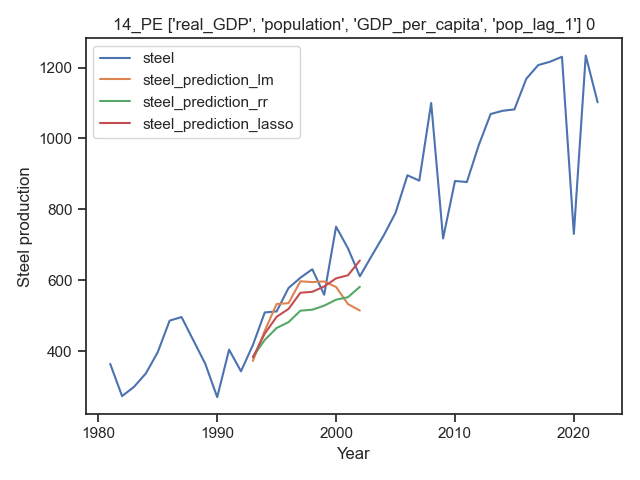 14_PE ['real_GDP', 'population', 'GDP_per_capita', 'pop_lag_1'] 0
steel
steel_prediction_lm
steel_prediction_rr
steel_prediction_lasso
1200
1000
800
600
400
Steel production
1980
1990
2000
2010
2020
Year